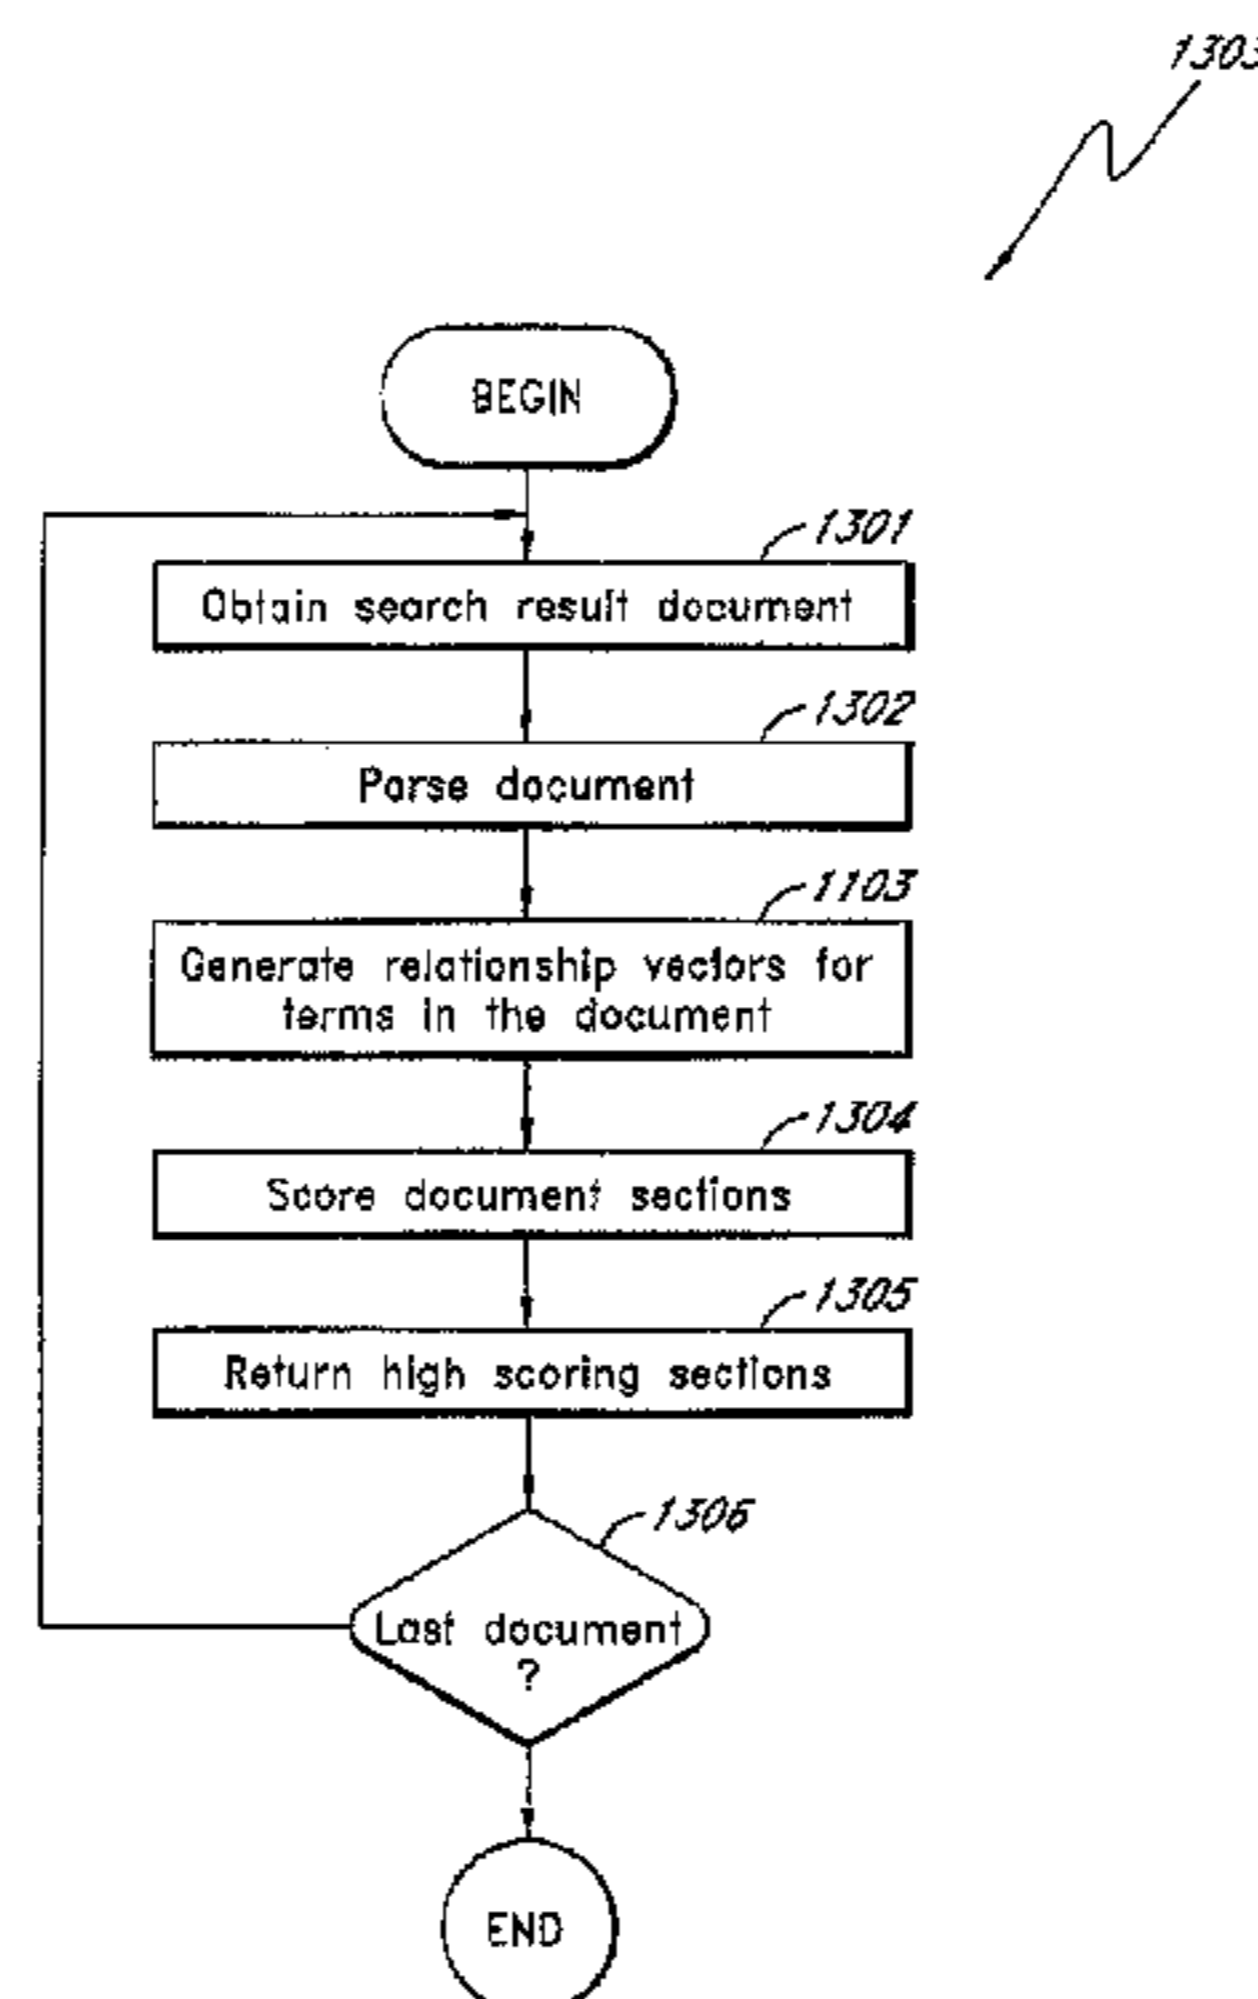 1303
BEGIN
1301
Obtain search result document
1302
Parse document
1103
Generate relationship vectors for
terms in the document
1304
Score document sections
1305
Return high scoring sections
1306
Last document
?
END